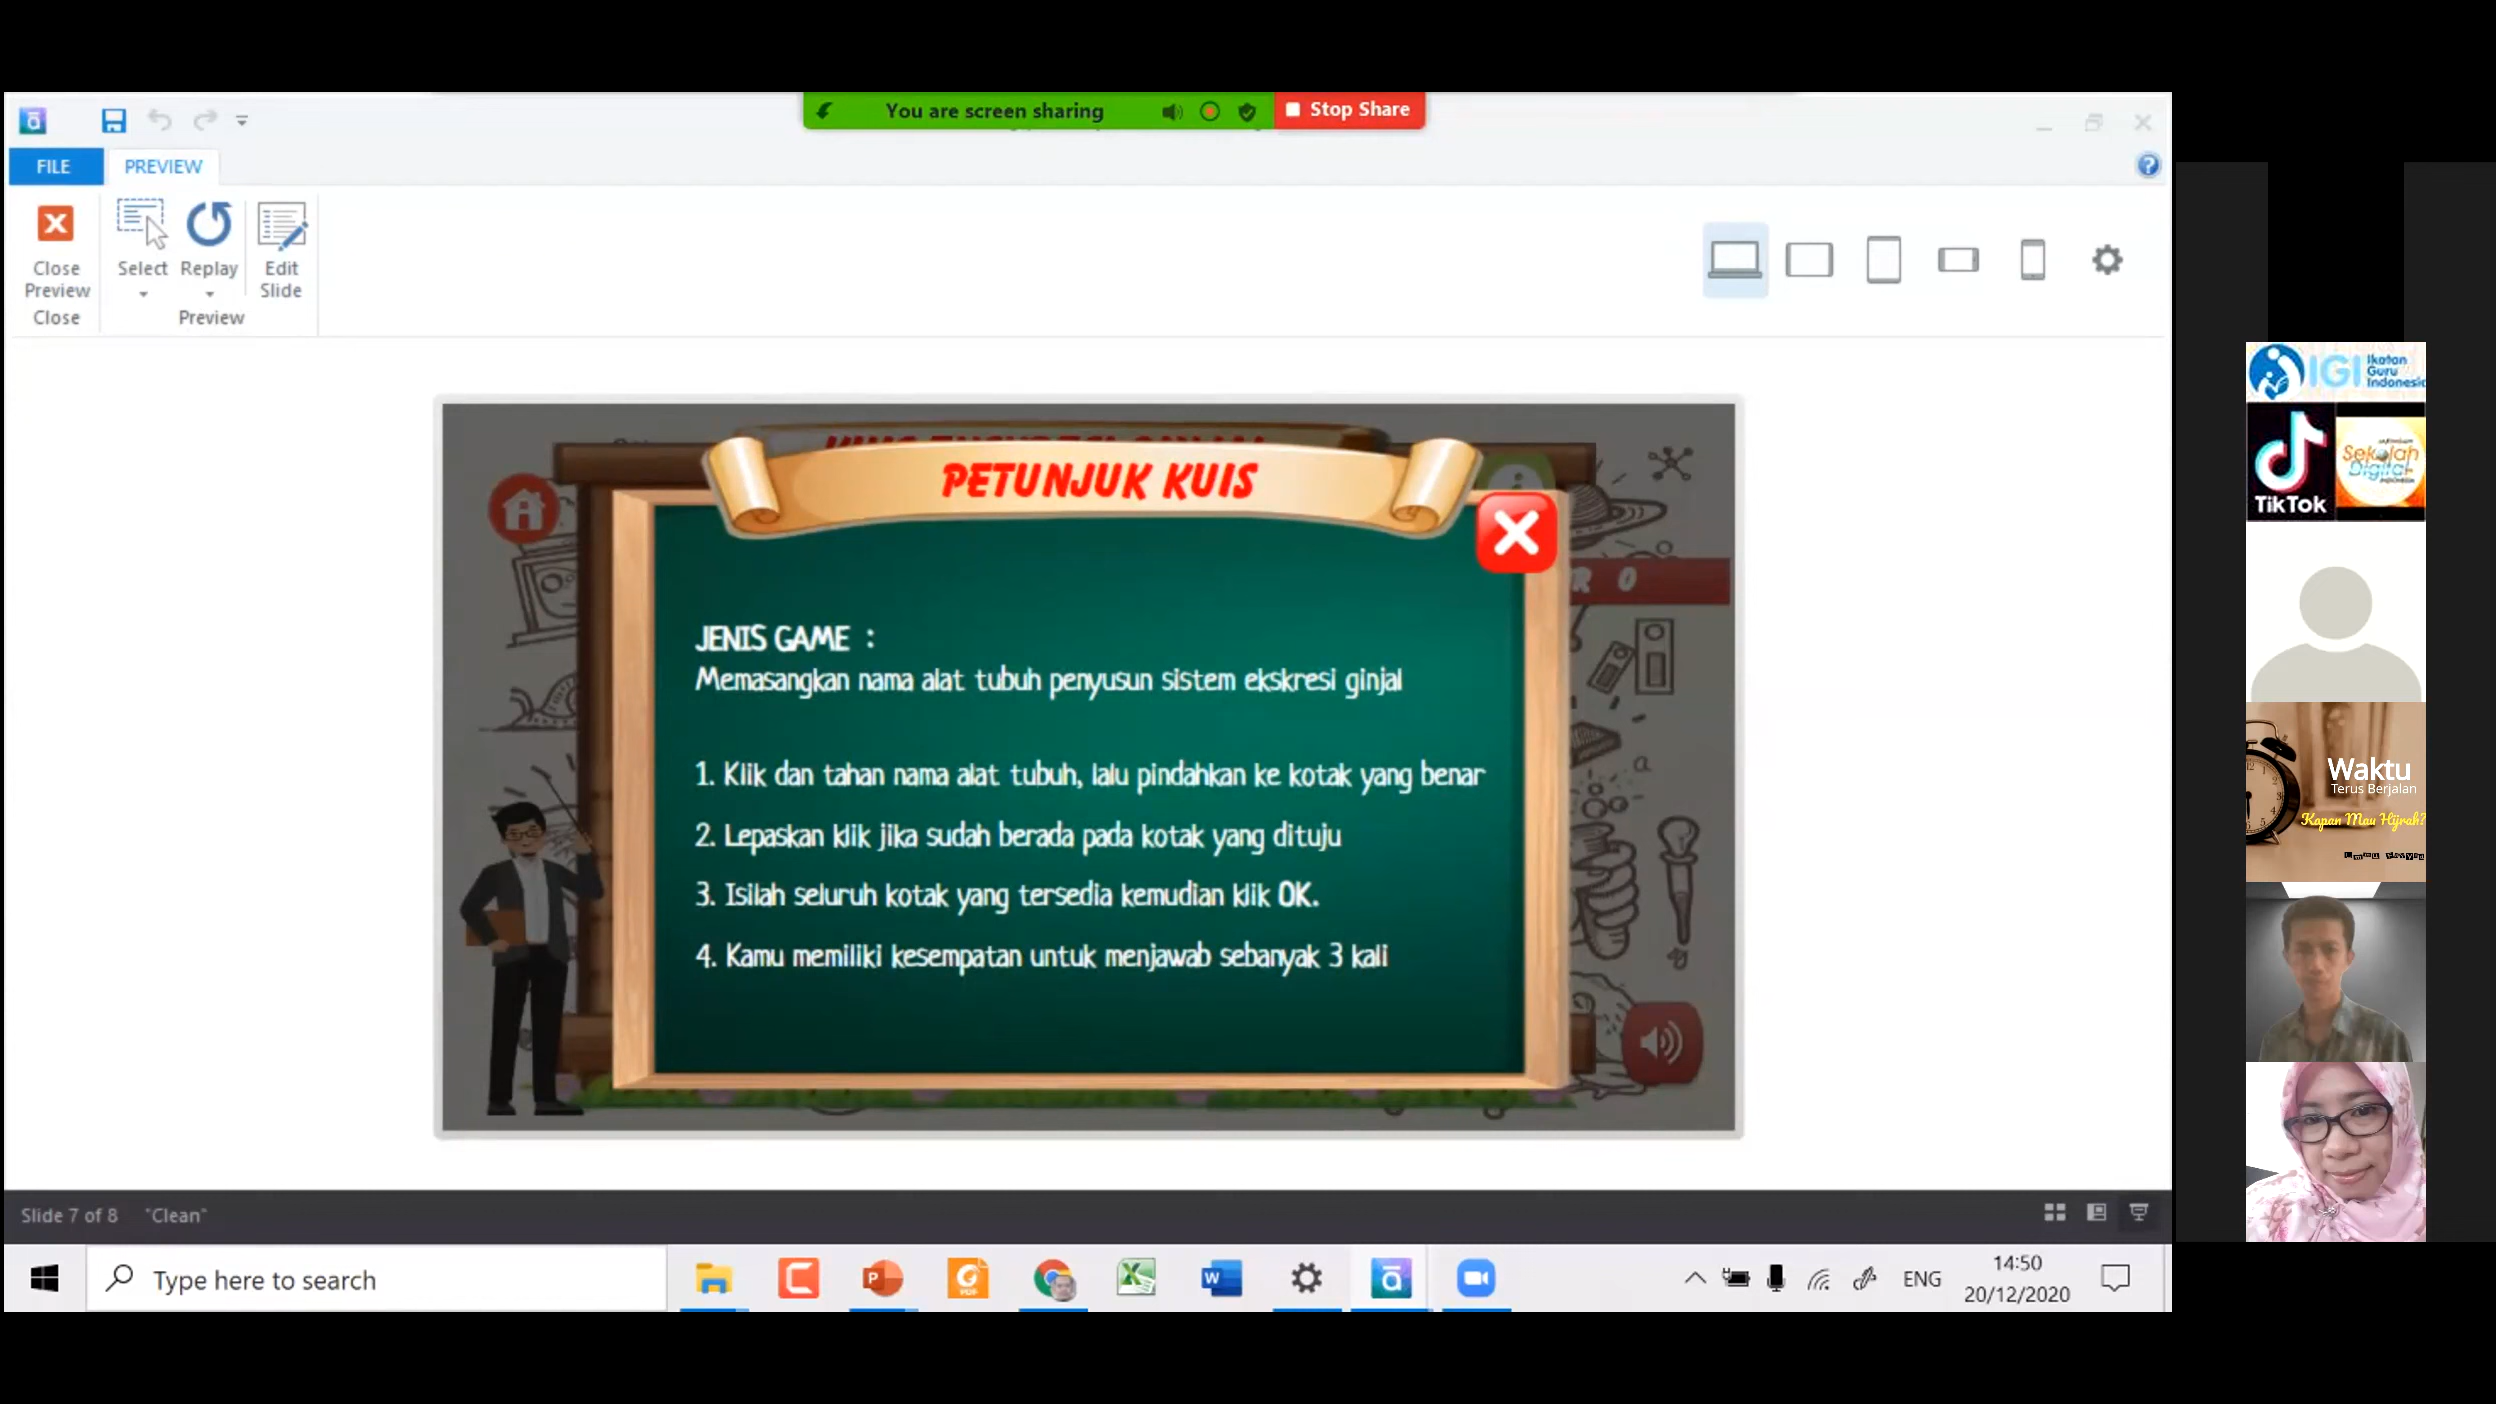 You are screen sharing
Stop Share
FILE
PREVIEW
Close
Preview
Select
Replay
Edit
Slide
Close
Preview
PETUNJUK KUIS
R 0
JENIS GAME :
Memasangkan nama alat tubuh penyusun sistem ekskresi ginjal
1. Klik dan tahan nama alat tubuh, lalu pindahkan ke kotak yang benar
2. Lepaskan klik jika sudah berada pada kotak yang dituju
3. Isilah seluruh kotak yang tersedia kemudian klik OK.
4. Kamu memiliki kesempatan untuk menjawab sebanyak 3 kali
Slide 7 of 8
"Clean"
Type here to search
ENG
14:50
20/12/2020
IGI
Ikatan
Guru
Indonesia
TikTok
Sekolah
Digital
Waktu
Terus Berjalan
Kapan Mau Hijrah?